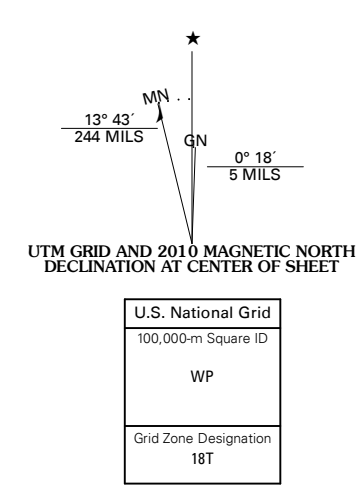 ★
MN
13° 43´
244 MILS
GN
0° 18´
5 MILS
UTM GRID AND 2010 MAGNETIC NORTH
DECLINATION AT CENTER OF SHEET
U.S. National Grid
100,000-m Square ID
WP
Grid Zone Designation
18T